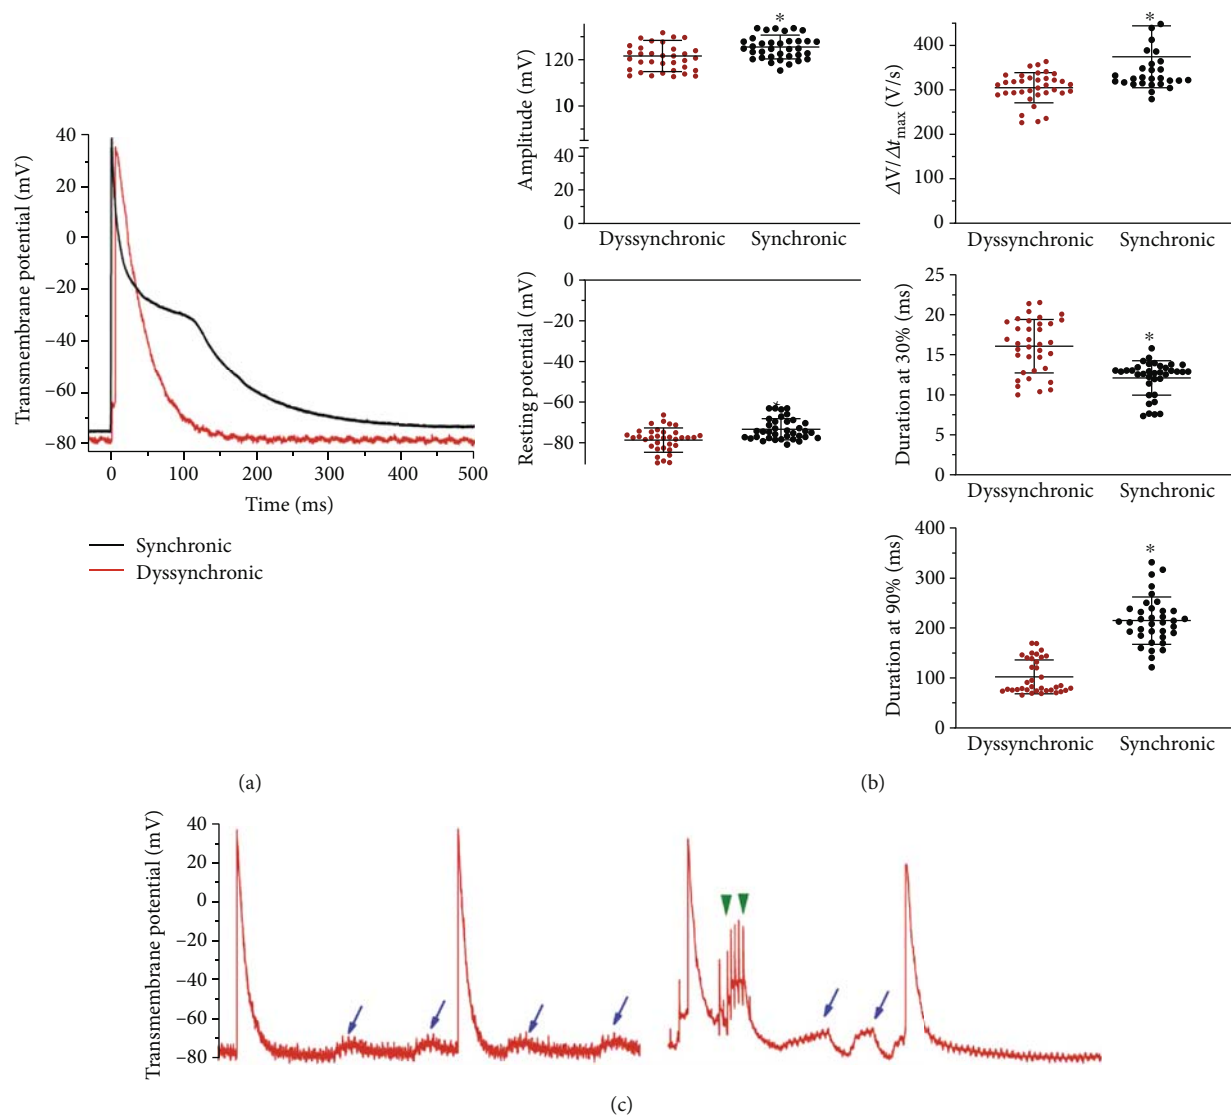 Transmembrane potential (mV)
40
20
0
−20
−40
−60
−80
0
100
200
300
400
500
Time (ms)
Synchronic
Dyssynchronic
(a)
Amplitude (mV)
120
10
40
20
0
*
Dyssynchronic
Synchronic
ΔV/Δtmax (V/s)
400
300
300
100
0
*
Dyssynchronic
Synchronic
Resting potential (mV)
0
−20
−40
−60
−80
*
Duration at 30% (ms)
25
20
15
10
5
0
*
Dyssynchronic
Synchronic
Duration at 90% (ms)
400
300
200
100
0
*
Dyssynchronic
Synchronic
(b)
Transmembrane potential (mV)
40
20
0
−20
−40
−60
−80
(c)